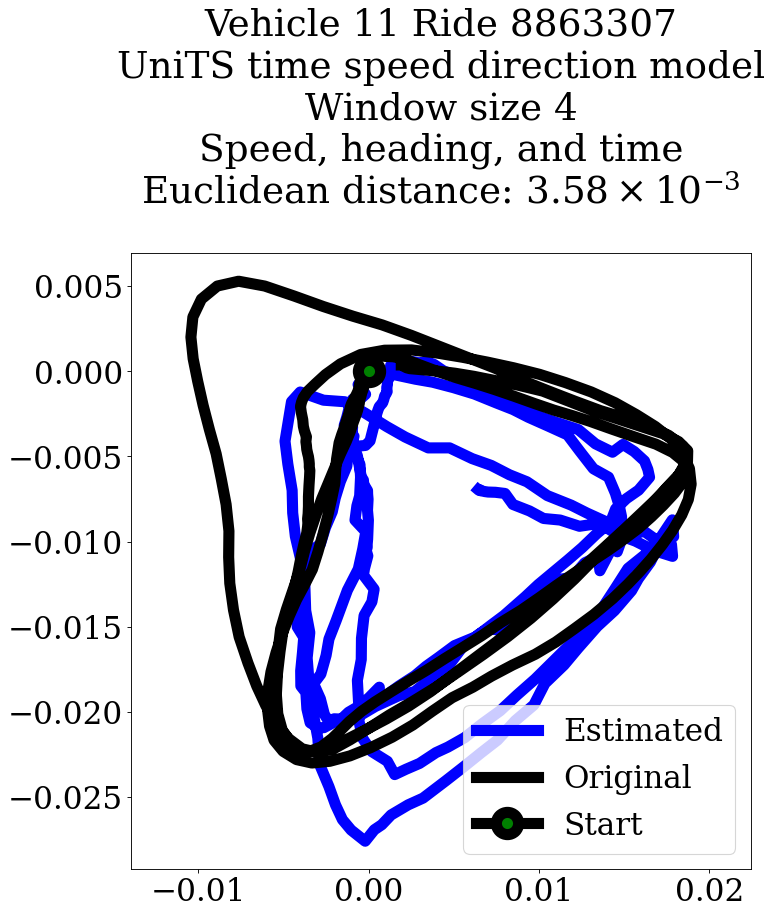 Vehicle 11 Ride 8863307
UniTS time speed direction model
Window size 4
Speed, heading, and time
Euclidean distance: 3.58 × 10⁻³
0.005
0.000
−0.005
−0.010
−0.015
−0.020
−0.025
Estimated
Original
Start
−0.01 0.00 0.01 0.02